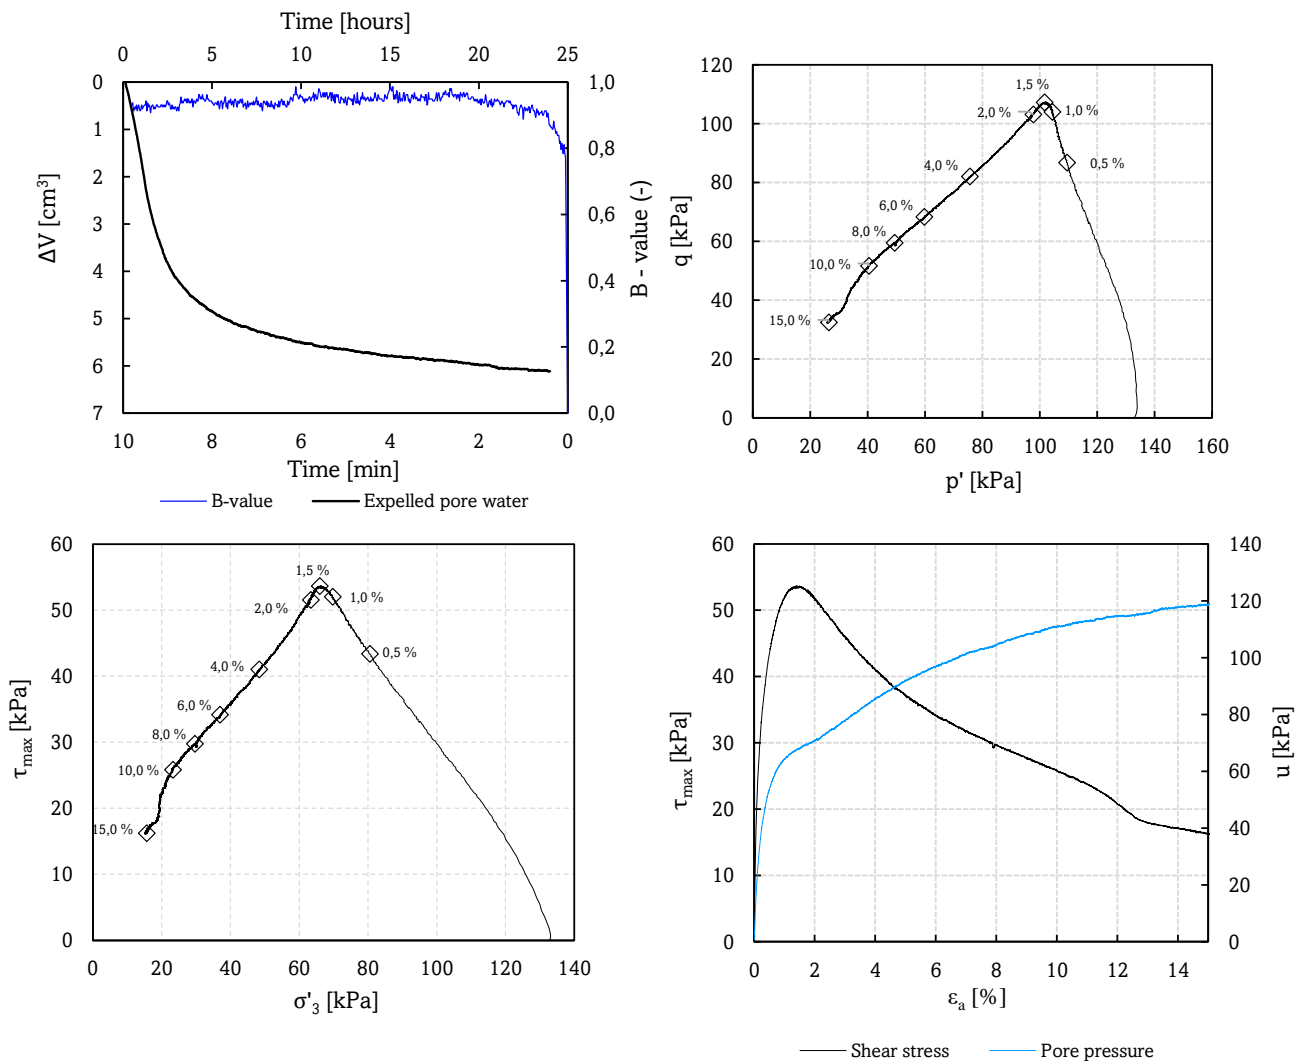 Time [hours]
0 5 10 15 20 25
0 1 2 3 4 5 6 7
ΔV [cm³]
1,0 0,8 0,6 0,4 0,2 0,0
B - value (-)
10 8 6 4 2 0
Time [min]
B-value Expelled pore water
120 100 80 60 40 20 0
q [kPa]
1,5 %
2,0 % 1,0 %
4,0 % 0,5 %
6,0 %
8,0 %
10,0 %
15,0 %
0 20 40 60 80 100 120 140 160
p' [kPa]
60 50 40 30 20 10 0
τmax [kPa]
1,5 %
2,0 % 1,0 %
4,0 % 0,5 %
6,0 %
8,0 %
10,0 %
15,0 %
0 20 40 60 80 100 120 140
σ'3 [kPa]
60 50 40 30 20 10 0
τmax [kPa]
140 120 100 80 60 40 20 0
u [kPa]
0 2 4 6 8 10 12 14
εa [%]
Shear stress Pore pressure